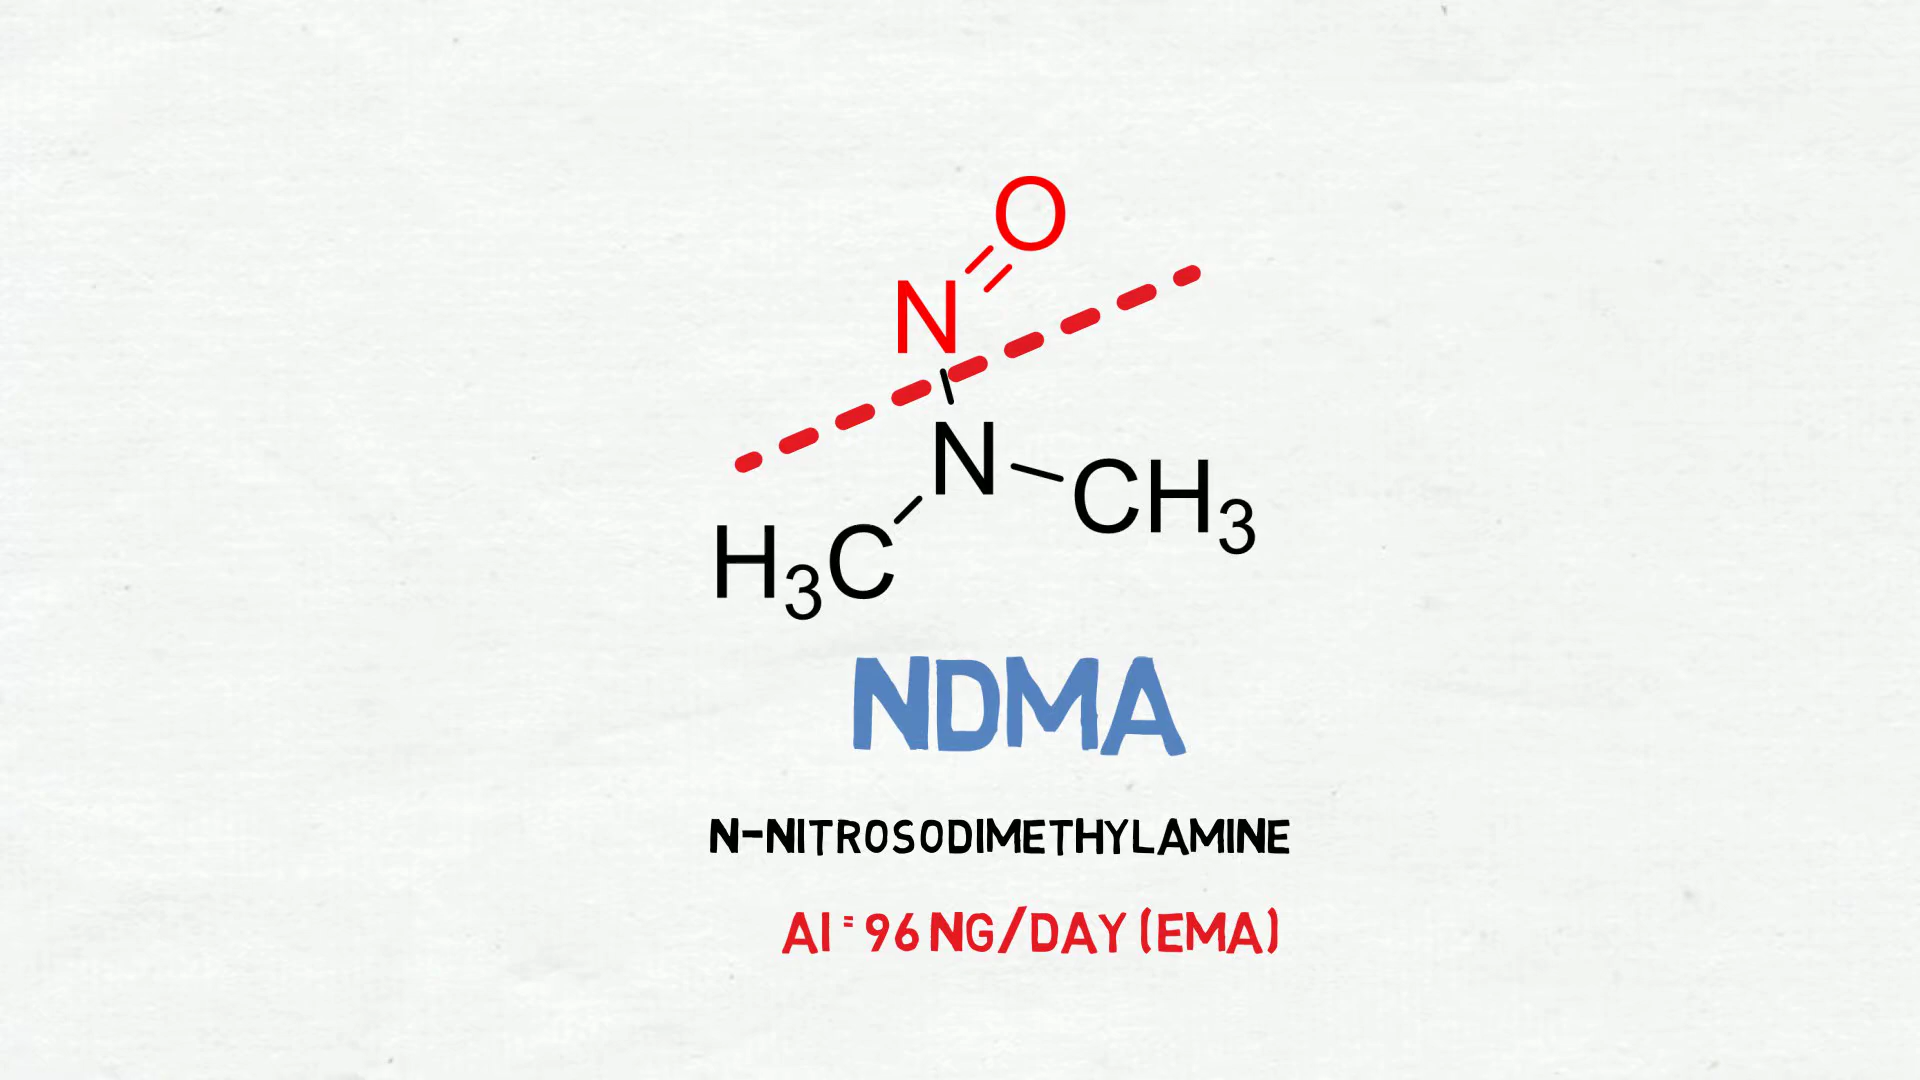 O
N
N
CH3
H3C
NDMA
N-NITROSODIMETHYLAMINE
AI = 96 NG/DAY (EMA)